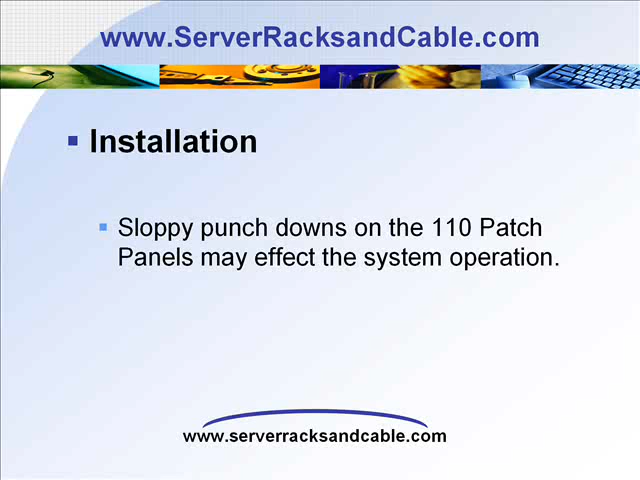 www.ServerRacksandCable.com
Installation
Sloppy punch downs on the 110 Patch
Panels may effect the system operation.
www.serverracksandcable.com